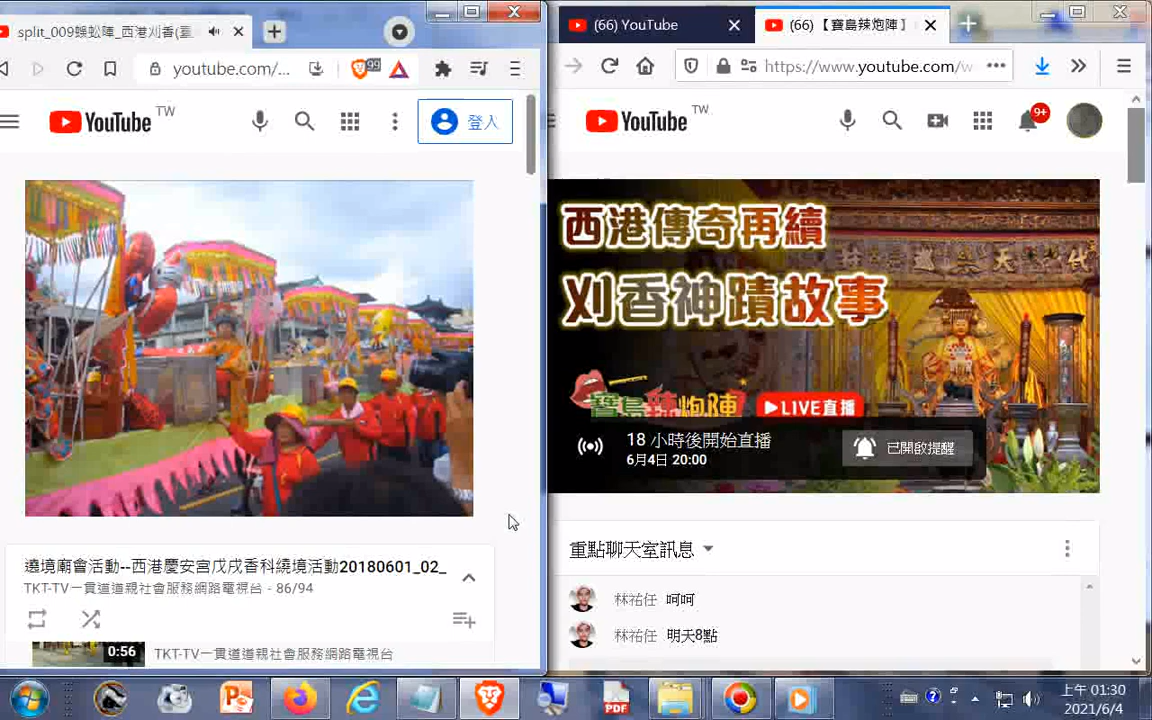 split_009蜈蚣陣_西港刈香(臺
youtube.com/...
99
YouTube TW
登入
遶境廟會活動--西港慶安宮戊戌香科繞境活動20180601_02_
TKT-TV一貫道道親社會服務網路電視台 - 86/94
0:56
TKT-TV一貫道道親社會服務網路電視台
(66) YouTube
(66) 【寶島辣炮陣】
https://www.youtube.com/w
YouTube TW
9+
西港傳奇再續
刈香神蹟故事
寶島辣炮陣
LIVE直播
18 小時後開始直播
6月4日 20:00
已開啟提醒
重點聊天室訊息
林祐任 呵呵
林祐任 明天8點
PDF
上午 01:30
2021/6/4